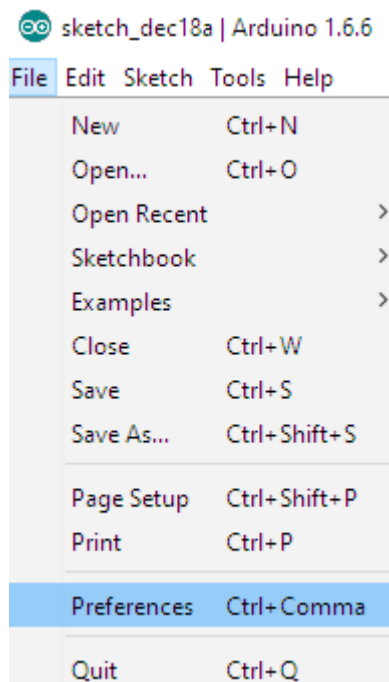 sketch_dec18a | Arduino 1.6.6
File Edit Sketch Tools Help
New Ctrl+N
Open... Ctrl+O
Open Recent
Sketchbook
Examples
Close Ctrl+W
Save Ctrl+S
Save As... Ctrl+Shift+S
Page Setup Ctrl+Shift+P
Print Ctrl+P
Preferences Ctrl+Comma
Quit Ctrl+Q